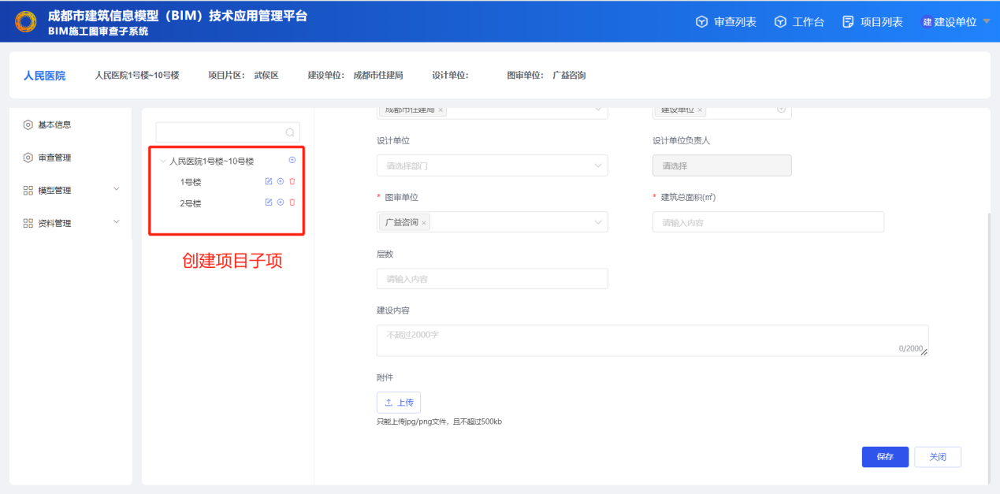 成都市建筑信息模型（BIM）技术应用管理平台
BIM施工图审查子系统
审查列表 工作台 项目列表 建 建设单位
人民医院 人民医院1号楼~10号楼 项目片区： 武侯区 建设单位： 成都市住建局 设计单位： 图审单位： 广益咨询
基本信息
审查管理
模型管理
资料管理
人民医院1号楼~10号楼
1号楼
2号楼
创建项目子项
成都市住建局 × 建设单位 ×
设计单位 设计单位负责人
请选择部门 请选择
* 图审单位 * 建筑总面积(㎡)
广益咨询 × 请输入内容
层数
请输入内容
建设内容
不超过2000字
0/2000
附件
上传
只能上传jpg/png文件，且不超过500kb
保存 关闭